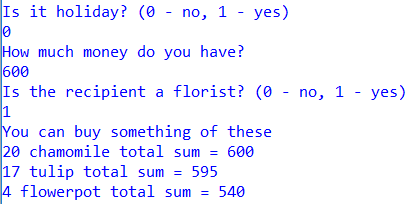 Is it holiday? (0 - no, 1 - yes)
0
How much money do you have?
600
Is the recipient a florist? (0 - no, 1 - yes)
1
You can buy something of these
20 chamomile total sum = 600
17 tulip total sum = 595
4 flowerpot total sum = 540